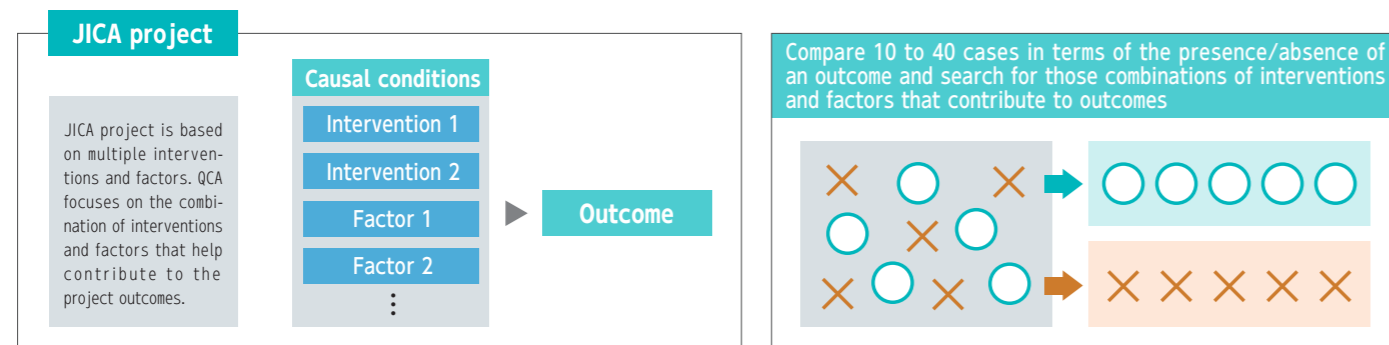 JICA project
JICA project is based
on multiple interven-
tions and factors. QCA
focuses on the combi-
nation of interventions
and factors that help
contribute to the
project outcomes.
Causal conditions
Intervention 1
Intervention 2
Factor 1
Factor 2
⋮
Outcome
Compare 10 to 40 cases in terms of the presence/absence of
an outcome and search for those combinations of interventions
and factors that contribute to outcomes